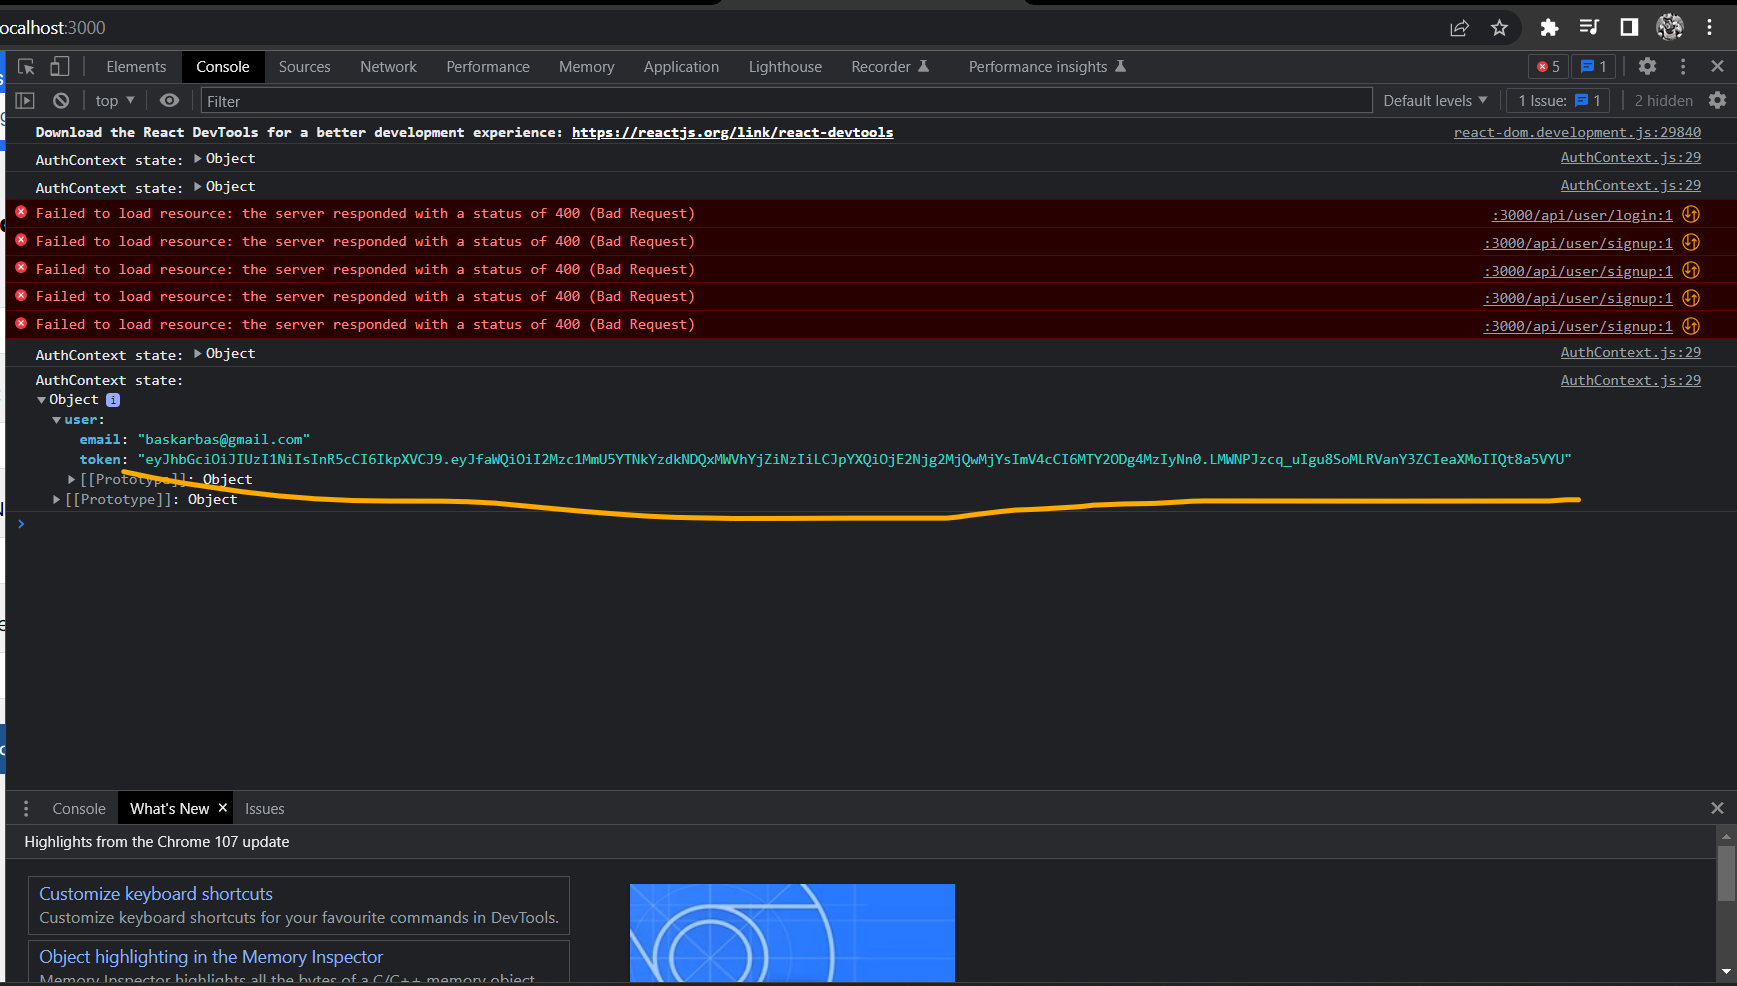 ocalhost:3000
Elements Console Sources Network Performance Memory Application Lighthouse Recorder Performance insights 5 1
top Filter Default levels 1 Issue: 1 2 hidden
Download the React DevTools for a better development experience: https://reactjs.org/link/react-devtools react-dom.development.js:29840
AuthContext state: Object AuthContext.js:29
AuthContext state: Object AuthContext.js:29
Failed to load resource: the server responded with a status of 400 (Bad Request) :3000/api/user/login:1
Failed to load resource: the server responded with a status of 400 (Bad Request) :3000/api/user/signup:1
Failed to load resource: the server responded with a status of 400 (Bad Request) :3000/api/user/signup:1
Failed to load resource: the server responded with a status of 400 (Bad Request) :3000/api/user/signup:1
Failed to load resource: the server responded with a status of 400 (Bad Request) :3000/api/user/signup:1
AuthContext state: Object AuthContext.js:29
AuthContext state: AuthContext.js:29
Object i
user:
email: "baskarbas@gmail.com"
token: "eyJhbGciOiJIUzI1NiIsInR5cCI6IkpXVCJ9.eyJfaWQiOiI2Mzc1MmU5YTNkYzdkNDQxMWVhYjZiNzIiLCJpYXQiOjE2Njg2MjQwMjYsImV4cCI6MTY2ODg4MzIyNn0.LMWNPJzcq_uIgu8SoMLRVanY3ZCIeaXMoIIQt8a5VYU"
[[Prototype]]: Object
[[Prototype]]: Object
Console What's New Issues
Highlights from the Chrome 107 update
Customize keyboard shortcuts
Customize keyboard shortcuts for your favourite commands in DevTools.
Object highlighting in the Memory Inspector
Memory Inspector highlights all the bytes of a C/C++ memory object